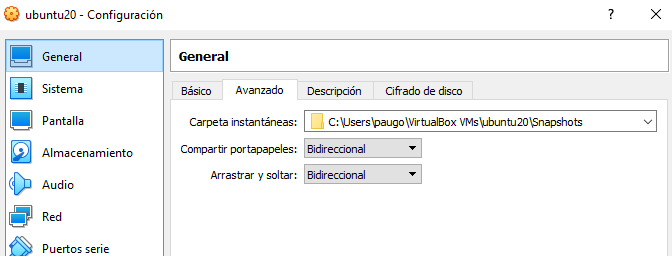 ubuntu20 - Configuración
?
General
Sistema
Pantalla
Almacenamiento
Audio
Red
Puertos serie
General
Básico Avanzado Descripción Cifrado de disco
Carpeta instantáneas: C:\Users\paugo\VirtualBox VMs\ubuntu20\Snapshots
Compartir portapapeles: Bidireccional
Arrastrar y soltar: Bidireccional